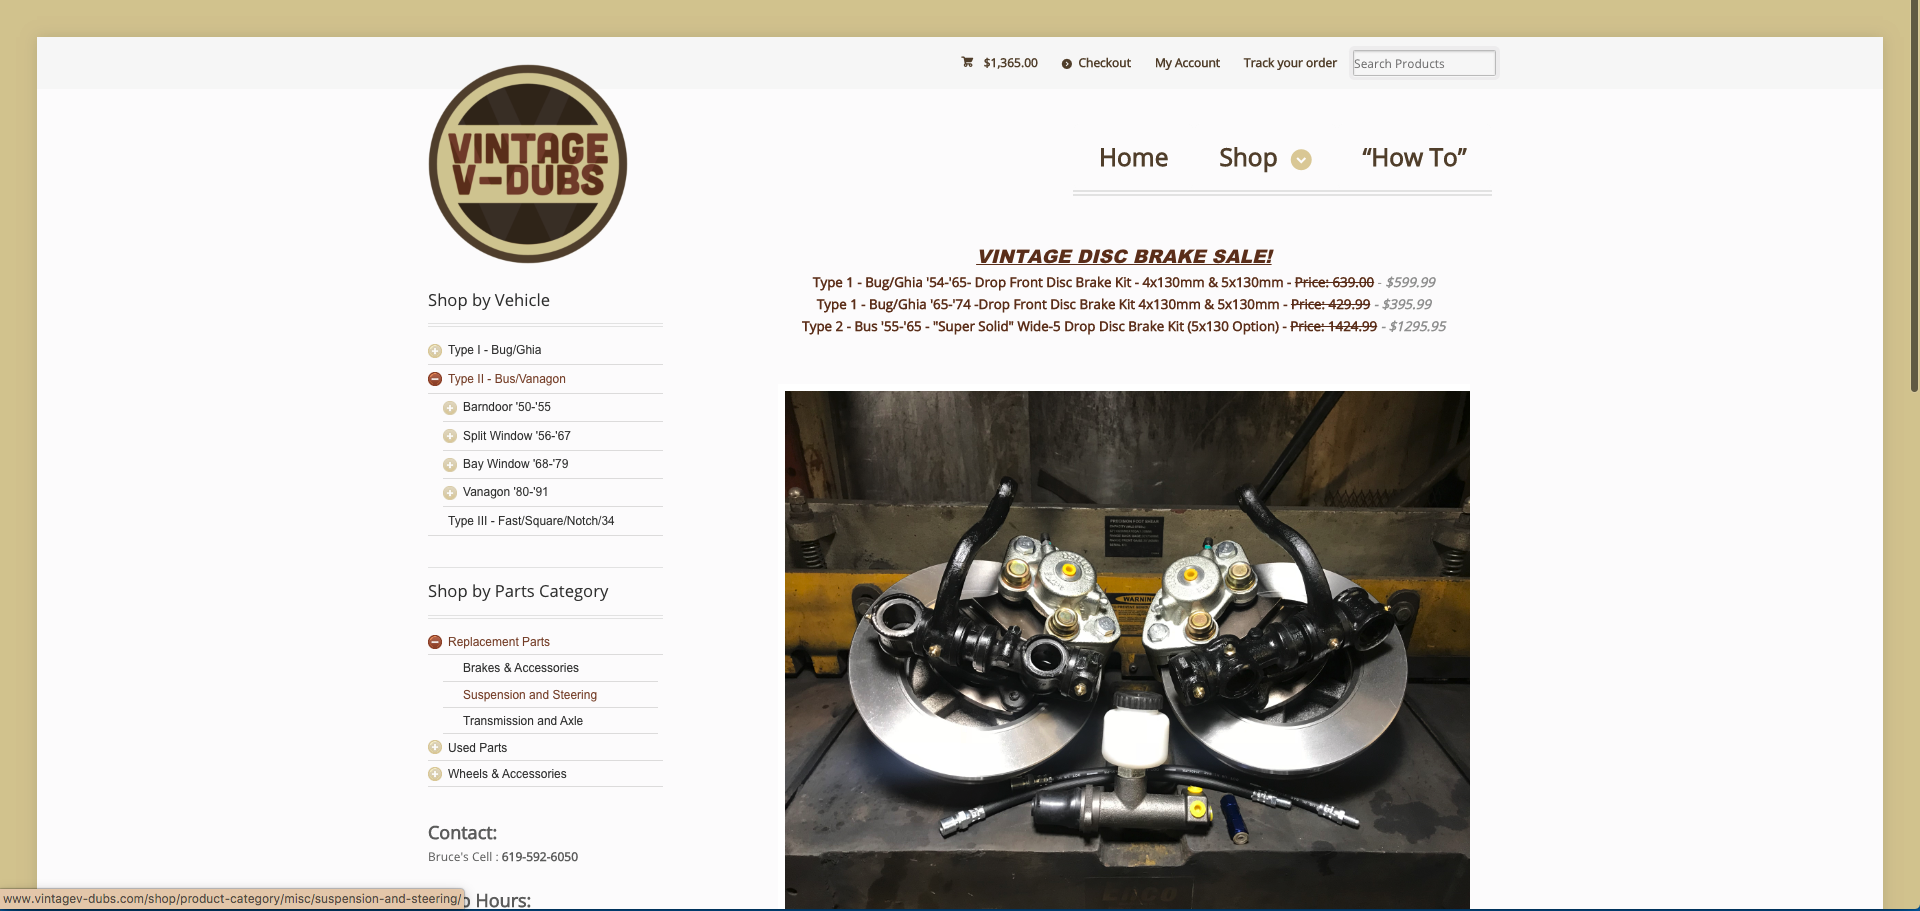 $1,365.00 Checkout My Account Track your order Search Products
VINTAGE
V-DUBS
Home Shop “How To”
VINTAGE DISC BRAKE SALE!
Type 1 - Bug/Ghia '54-'65- Drop Front Disc Brake Kit - 4x130mm & 5x130mm - Price: 639.00 - $599.99
Type 1 - Bug/Ghia '65-'74 -Drop Front Disc Brake Kit 4x130mm & 5x130mm - Price: 429.99 - $395.99
Type 2 - Bus '55-'65 - "Super Solid" Wide-5 Drop Disc Brake Kit (5x130 Option) - Price: 1424.99 - $1295.95
Shop by Vehicle
Type I - Bug/Ghia
Type II - Bus/Vanagon
Barndoor '50-'55
Split Window '56-'67
Bay Window '68-'79
Vanagon '80-'91
Type III - Fast/Square/Notch/34
Shop by Parts Category
Replacement Parts
Brakes & Accessories
Suspension and Steering
Transmission and Axle
Used Parts
Wheels & Accessories
Contact:
Bruce's Cell : 619-592-6050
Hours:
www.vintagev-dubs.com/shop/product-category/misc/suspension-and-steering/
WARNING